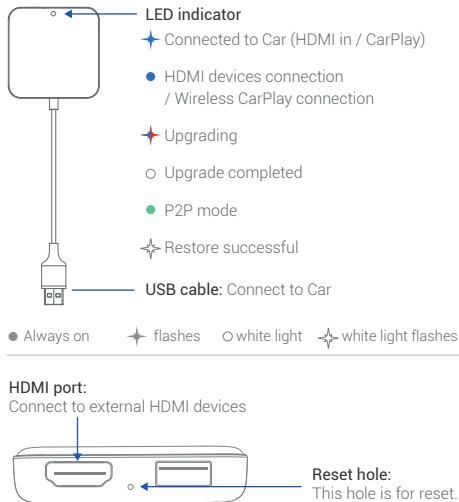 LED indicator
Connected to Car (HDMI in / CarPlay)
HDMI devices connection
/ Wireless CarPlay connection
Upgrading
Upgrade completed
P2P mode
Restore successful
USB cable: Connect to Car
Always on flashes white light white light flashes
HDMI port:
Connect to external HDMI devices
Reset hole:
This hole is for reset.